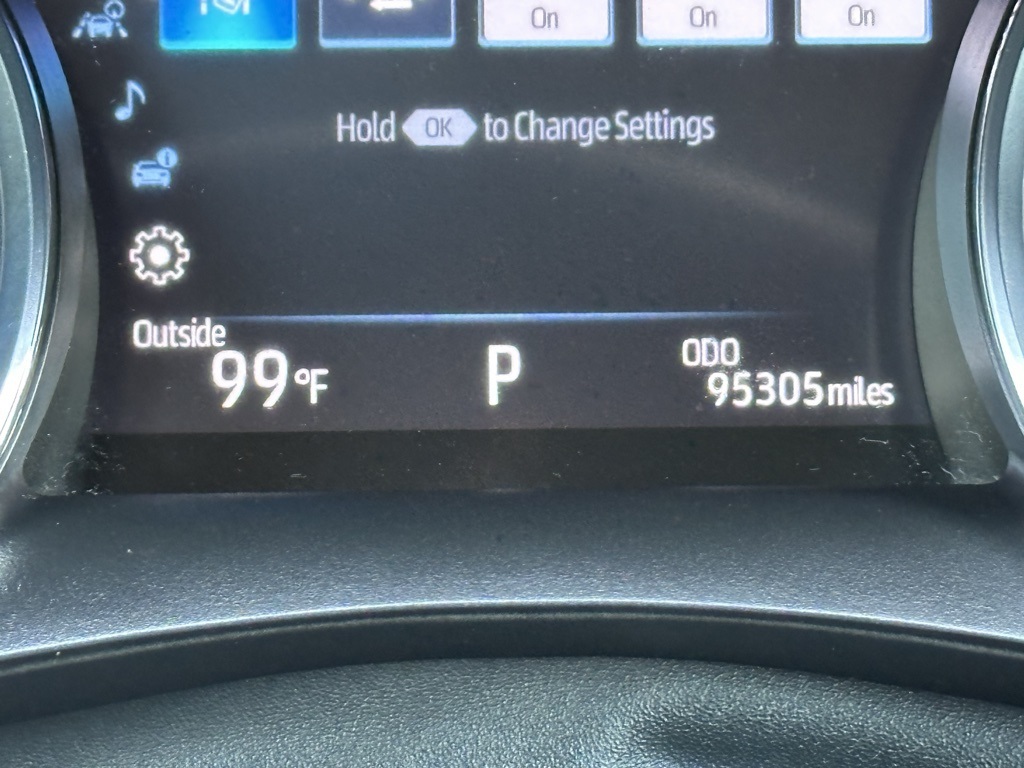 On On On
Hold OK to Change Settings
Outside
99 °F
P
ODO
95305 miles